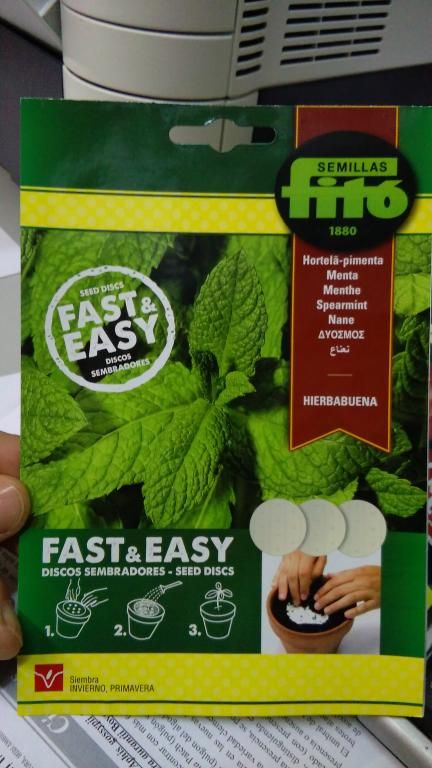 SEMILLAS
fitó
1880
Hortelã-pimenta
Menta
Menthe
Spearmint
Nane
ΔΥΟΣΜΟΣ
نعناع
HIERBABUENA
SEED DISCS
FAST &
EASY
DISCOS
SEMBRADORES
FAST & EASY
DISCOS SEMBRADORES - SEED DISCS
1.
2.
3.
Siembra
INVIERNO, PRIMAVERA